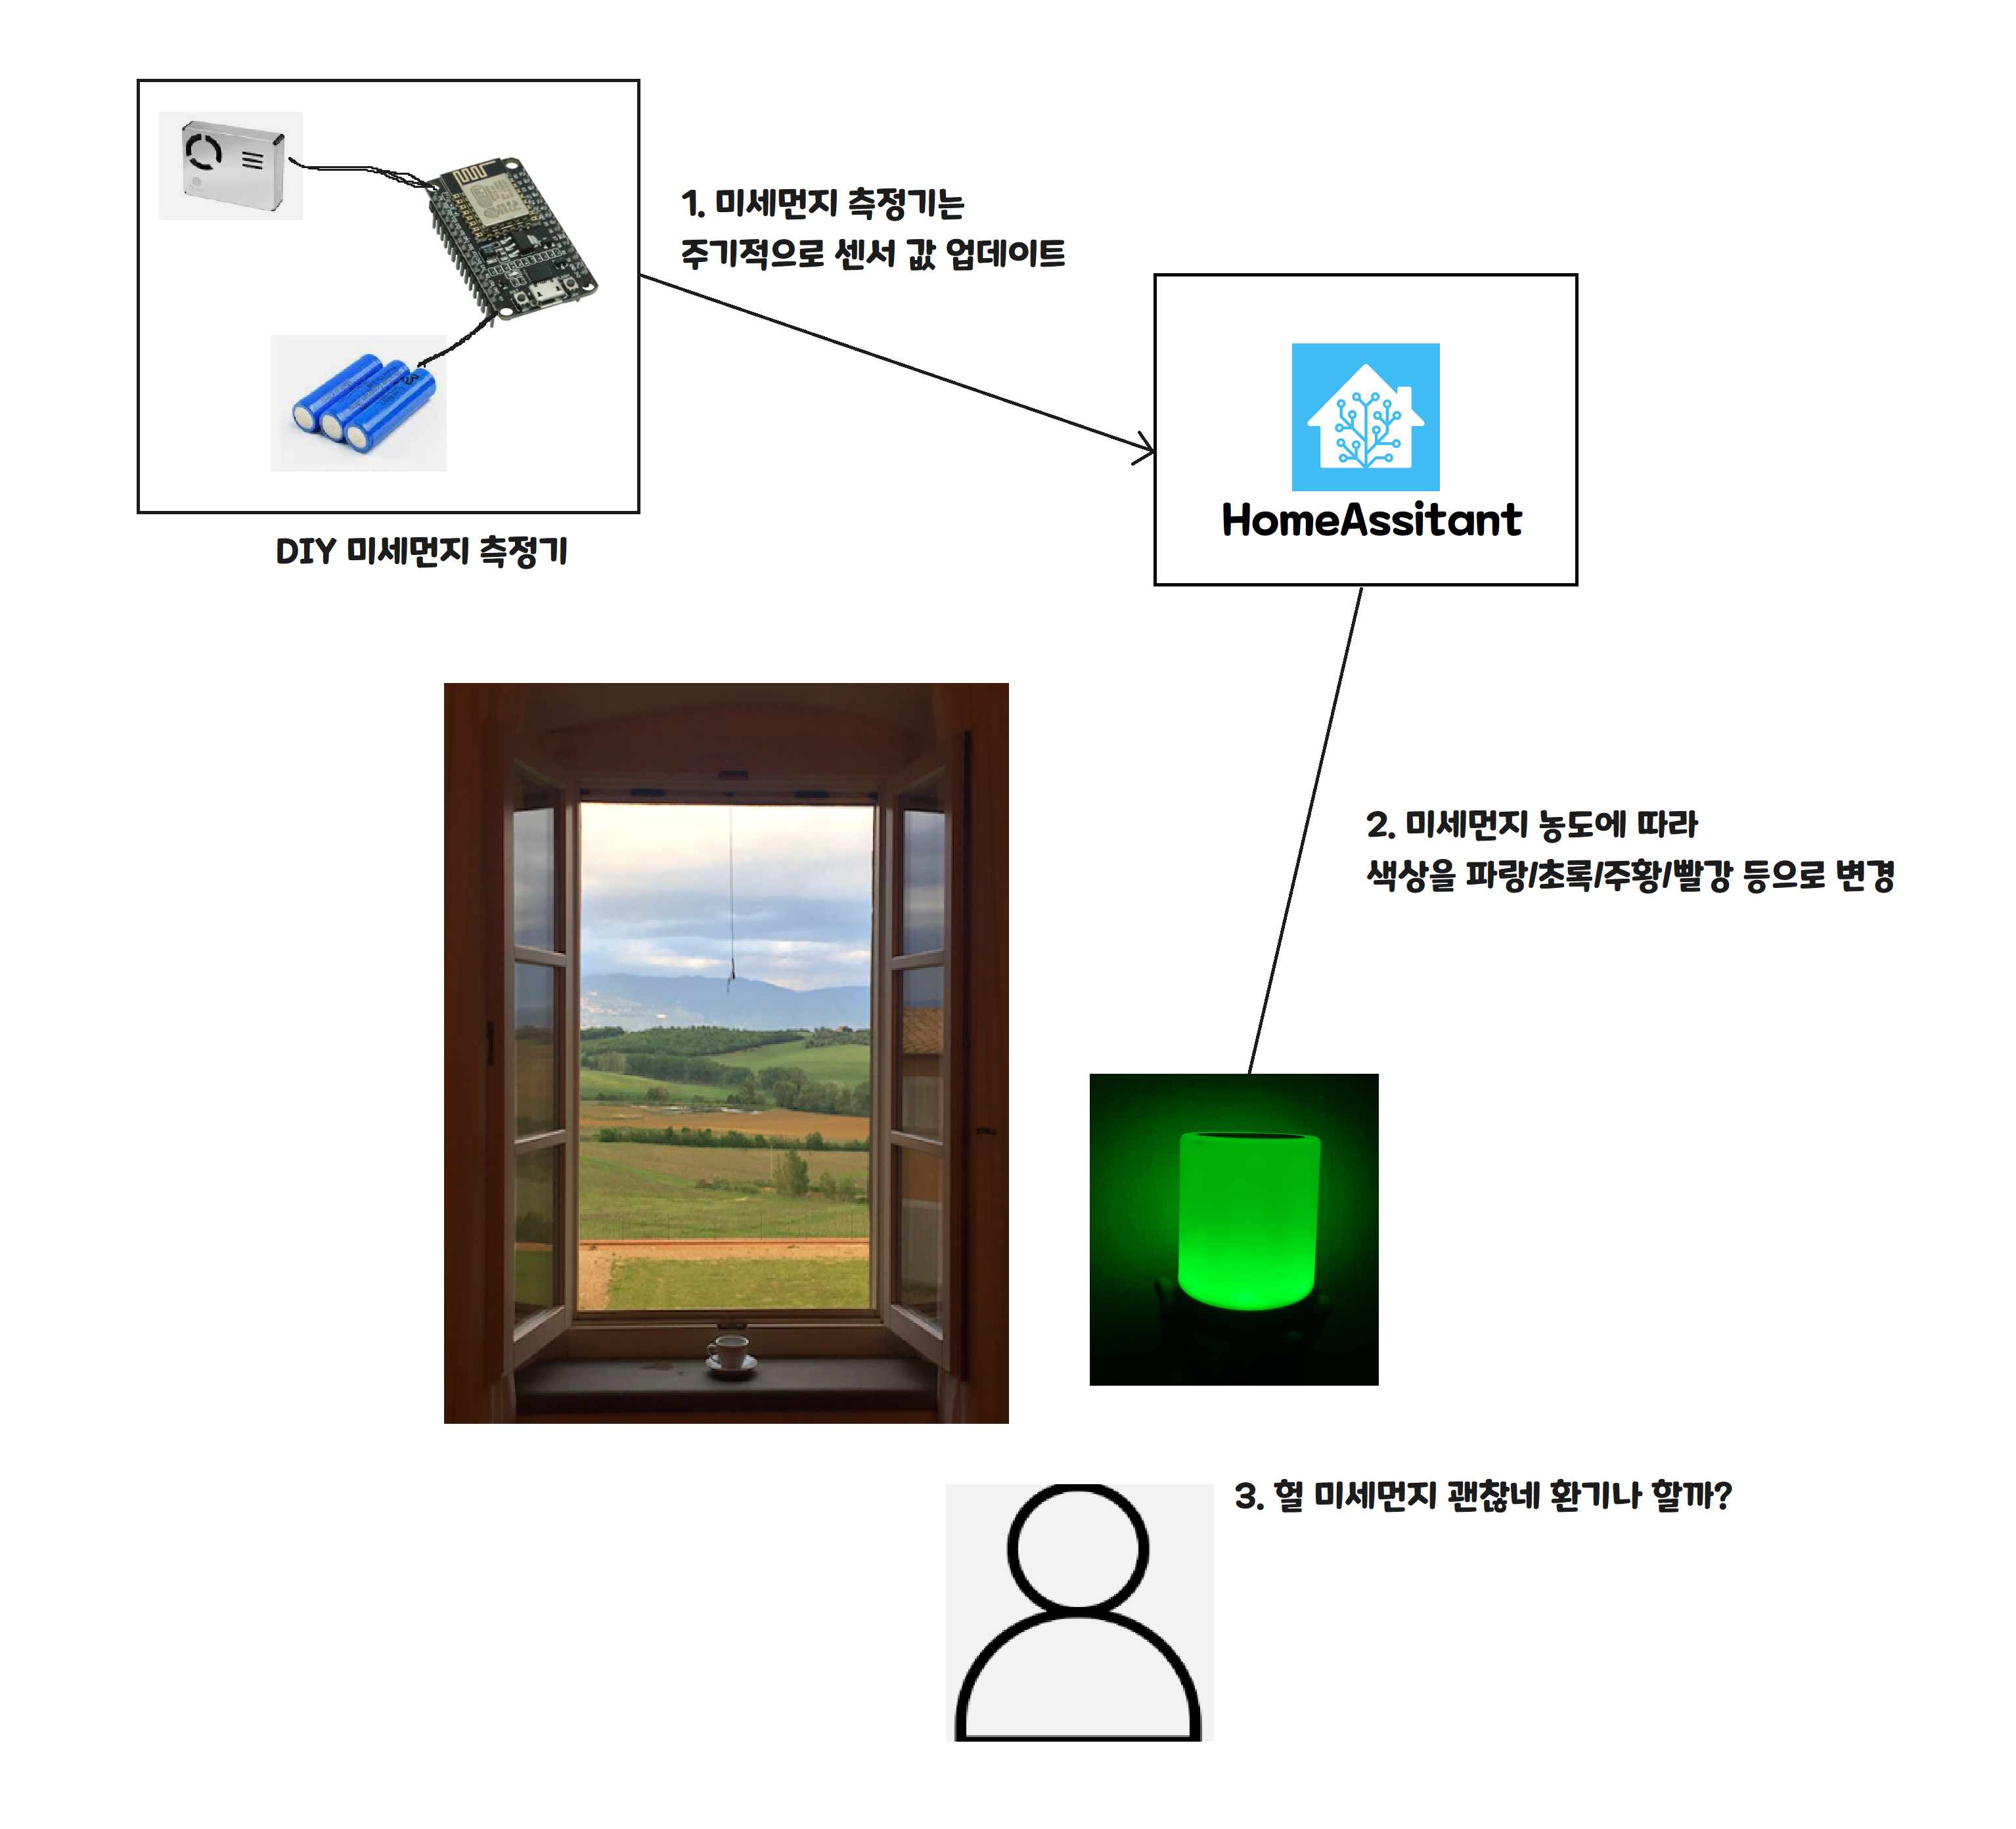 1. 미세먼지 측정기는
주기적으로 센서 값 업데이트
HomeAssitant
DIY 미세먼지 측정기
2. 미세먼지 농도에 따라
색상을 파랑/초록/주황/빨강 등으로 변경
3. 헐 미세먼지 괜찮네 환기나 할까?